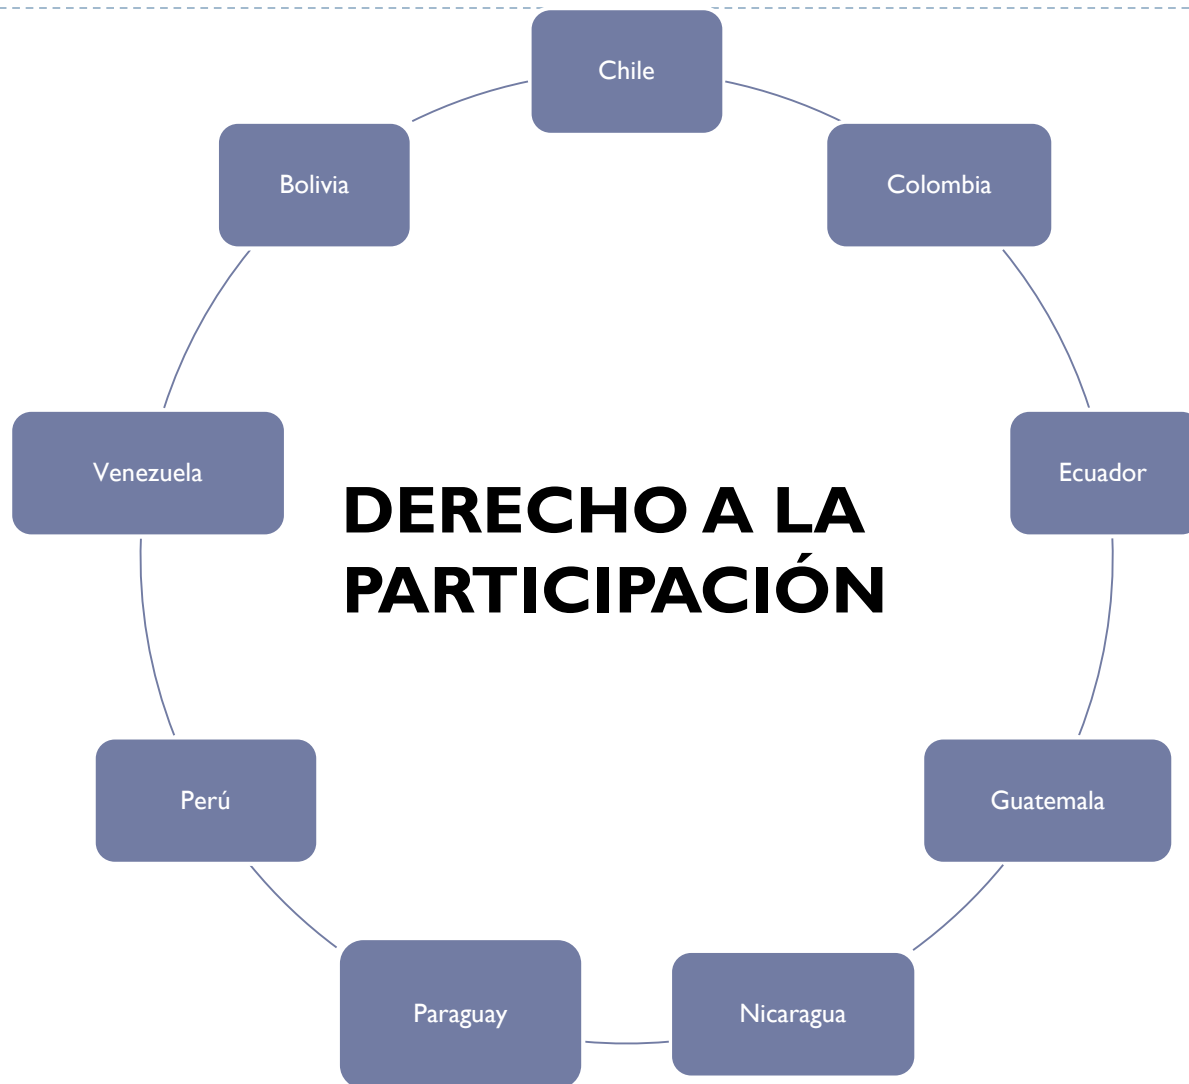 Chile
Bolivia
Colombia
Venezuela
Ecuador
DERECHO A LA
PARTICIPACIÓN
Perú
Guatemala
Paraguay
Nicaragua